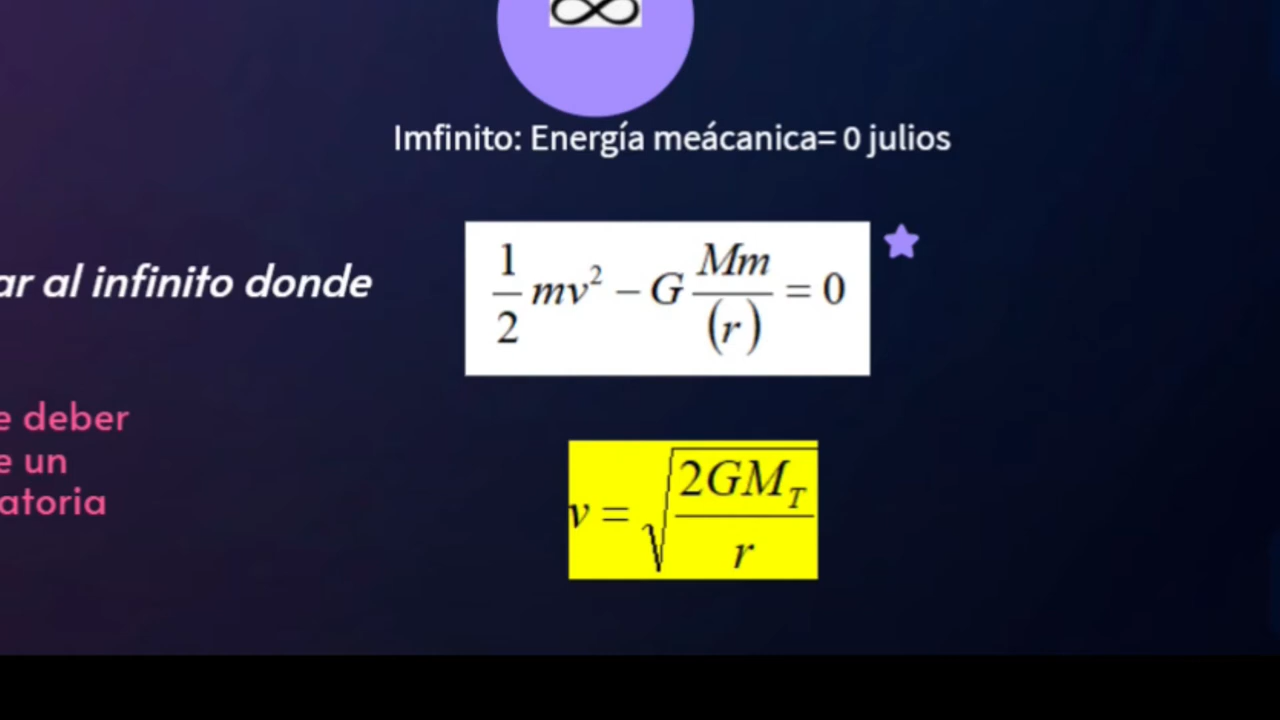 ∞
Imfinito: Energía meácanica= 0 julios
ar al infinito donde
1/2 mv² − G Mm/(r) = 0
e deber
e un
atoria
v = √(2GM_T/r)